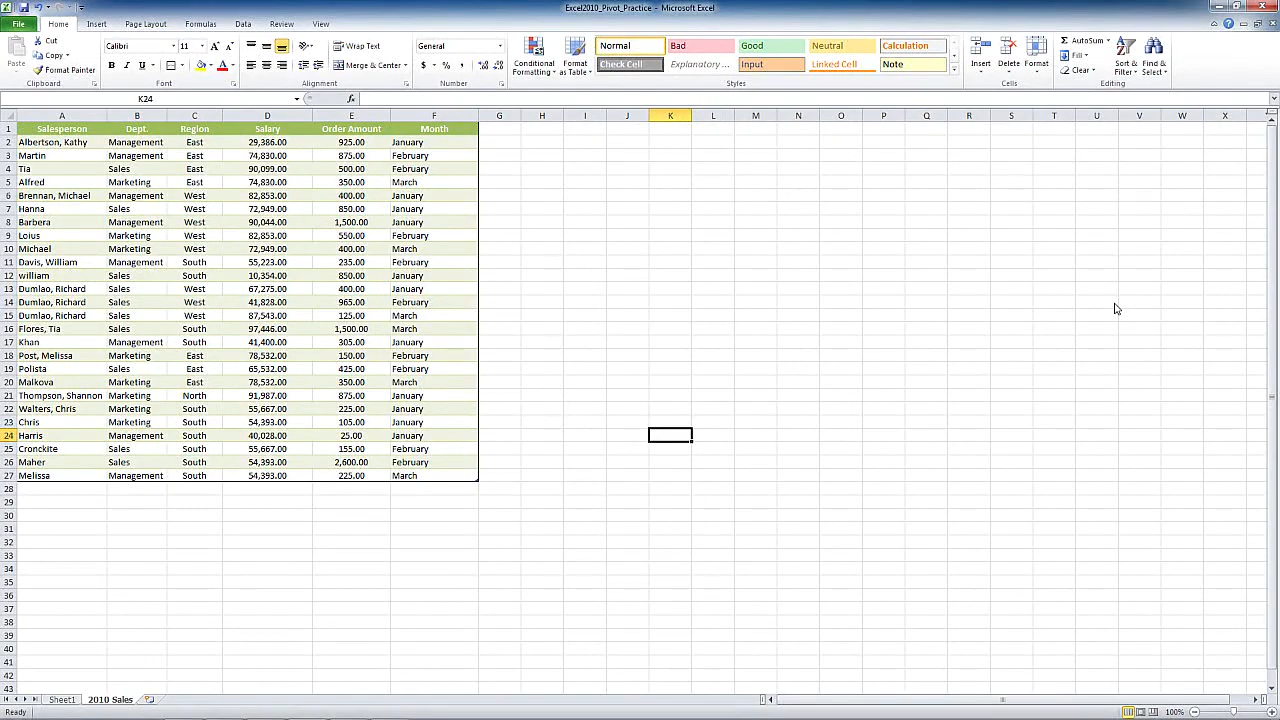 Excel2010_Pivot_Practice - Microsoft Excel
File Home Insert Page Layout Formulas Data Review View
Cut
Copy
Format Painter
Paste
Clipboard
Calibri 11
B I U
Font
Wrap Text
Merge & Center
Alignment
General
$ % ,
Number
Conditional Formatting
Format as Table
Normal Bad Good Neutral Calculation
Check Cell Explanatory ... Input Linked Cell Note
Styles
Insert Delete Format
Cells
AutoSum
Fill
Clear
Sort & Filter
Find & Select
Editing
K24 fx
A B C D E F G H I J K L M N O P Q R S T U V W X
1 Salesperson Dept. Region Salary Order Amount Month
2 Albertson, Kathy Management East 29,386.00 925.00 January
3 Martin Management East 74,830.00 875.00 February
4 Tia Sales East 90,099.00 500.00 February
5 Alfred Marketing East 74,830.00 350.00 March
6 Brennan, Michael Management West 82,853.00 400.00 January
7 Hanna Sales West 72,949.00 850.00 January
8 Barbera Management West 90,044.00 1,500.00 January
9 Loius Marketing West 82,853.00 550.00 February
10 Michael Marketing West 72,949.00 400.00 March
11 Davis, William Management South 55,223.00 235.00 January
12 william Sales South 10,354.00 850.00 January
13 Dumlao, Richard Sales West 67,275.00 400.00 January
14 Dumlao, Richard Sales West 41,828.00 965.00 February
15 Dumlao, Richard Sales West 87,543.00 125.00 March
16 Flores, Tia Sales South 97,446.00 1,500.00 March
17 Khan Management South 41,400.00 305.00 January
18 Post, Melissa Marketing East 78,532.00 150.00 February
19 Polista Sales East 65,532.00 425.00 February
20 Malkova Marketing East 78,532.00 350.00 March
21 Thompson, Shannon Marketing North 91,987.00 875.00 January
22 Walters, Chris Marketing South 55,667.00 225.00 January
23 Chris Marketing South 54,393.00 105.00 January
24 Harris Management South 40,028.00 25.00 January
25 Cronckite Sales South 55,667.00 155.00 February
26 Maher Sales South 54,393.00 2,600.00 February
27 Melissa Management South 54,393.00 225.00 March
28
29
30
31
32
33
34
35
36
37
38
39
40
41
42
43
Sheet1 2010 Sales
Ready 100%